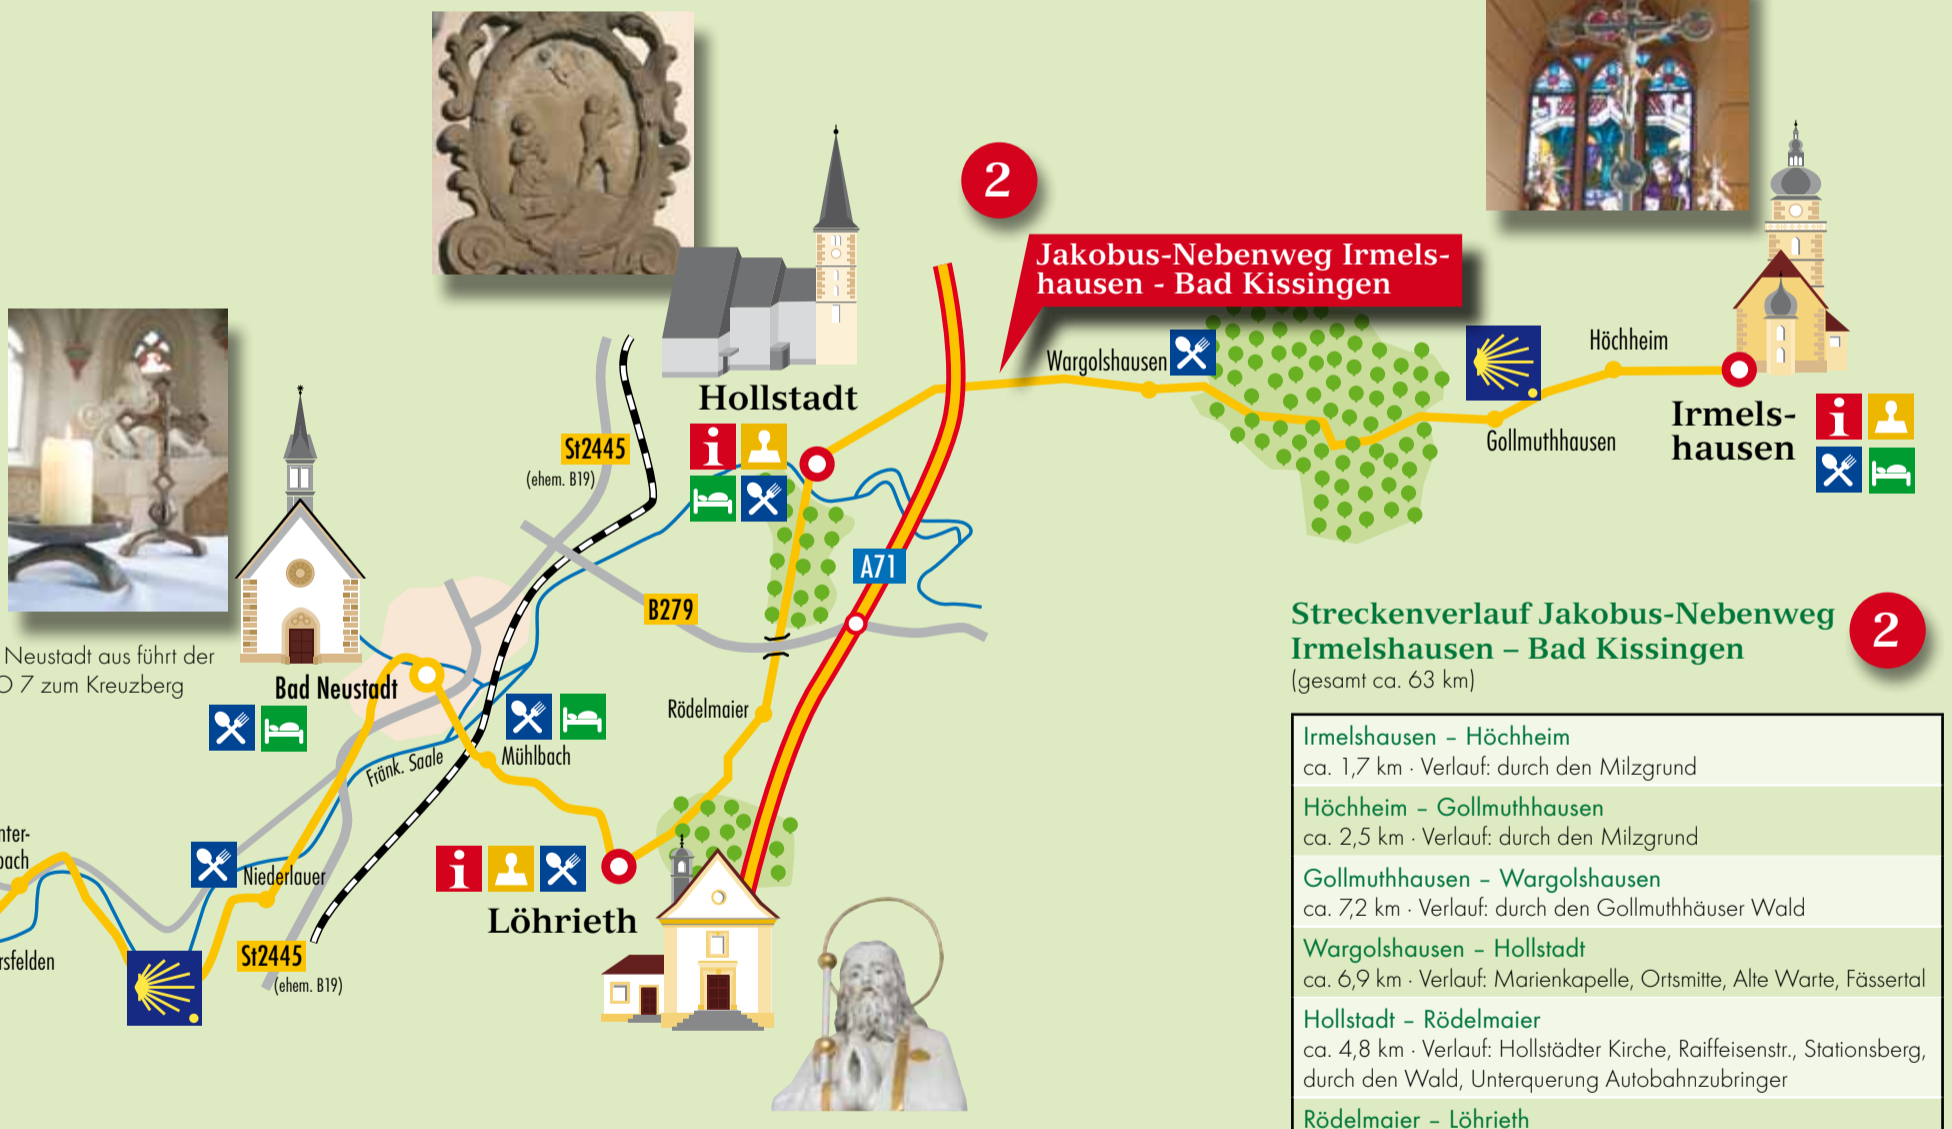 2
Jakobus-Nebenweg Irmels-
hausen - Bad Kissingen
Wargolshausen
Höchheim
Gollmuthhausen
Irmels-
hausen
i
Hollstadt
i
St2445
(ehem. B19)
A71
B279
Neustadt aus führt der
7 zum Kreuzberg
Bad Neustadt
Rödelmaier
Mühlbach
Fränk. Saale
Niederlauer
i
Löhrieth
St2445
(ehem. B19)
nter-
bach
rsfelden
Streckenverlauf Jakobus-Nebenweg
Irmelshausen – Bad Kissingen
2
(gesamt ca. 63 km)
Irmelshausen – Höchheim
ca. 1,7 km · Verlauf: durch den Milzgrund
Höchheim – Gollmuthhausen
ca. 2,5 km · Verlauf: durch den Milzgrund
Gollmuthhausen – Wargolshausen
ca. 7,2 km · Verlauf: durch den Gollmuthhäuser Wald
Wargolshausen – Hollstadt
ca. 6,9 km · Verlauf: Marienkapelle, Ortsmitte, Alte Warte, Fässertal
Hollstadt – Rödelmaier
ca. 4,8 km · Verlauf: Hollstädter Kirche, Raiffeisenstr., Stationsberg,
durch den Wald, Unterquerung Autobahnzubringer
Rödelmaier – Löhrieth